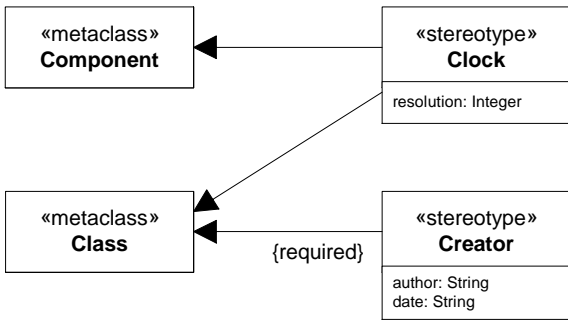 «metaclass»
Component
«stereotype»
Clock
resolution: Integer
«metaclass»
Class
{required}
«stereotype»
Creator
author: String
date: String